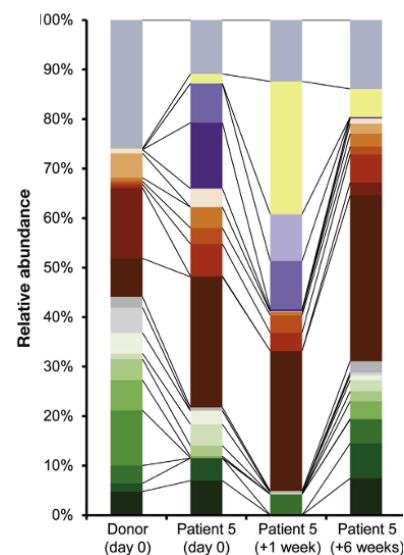 100%
90%
80%
70%
60%
50%
40%
30%
20%
10%
0%
Relative abundance
Donor (day 0)
Patient 5 (day 0)
Patient 5 (+1 week)
Patient 5 (+6 weeks)